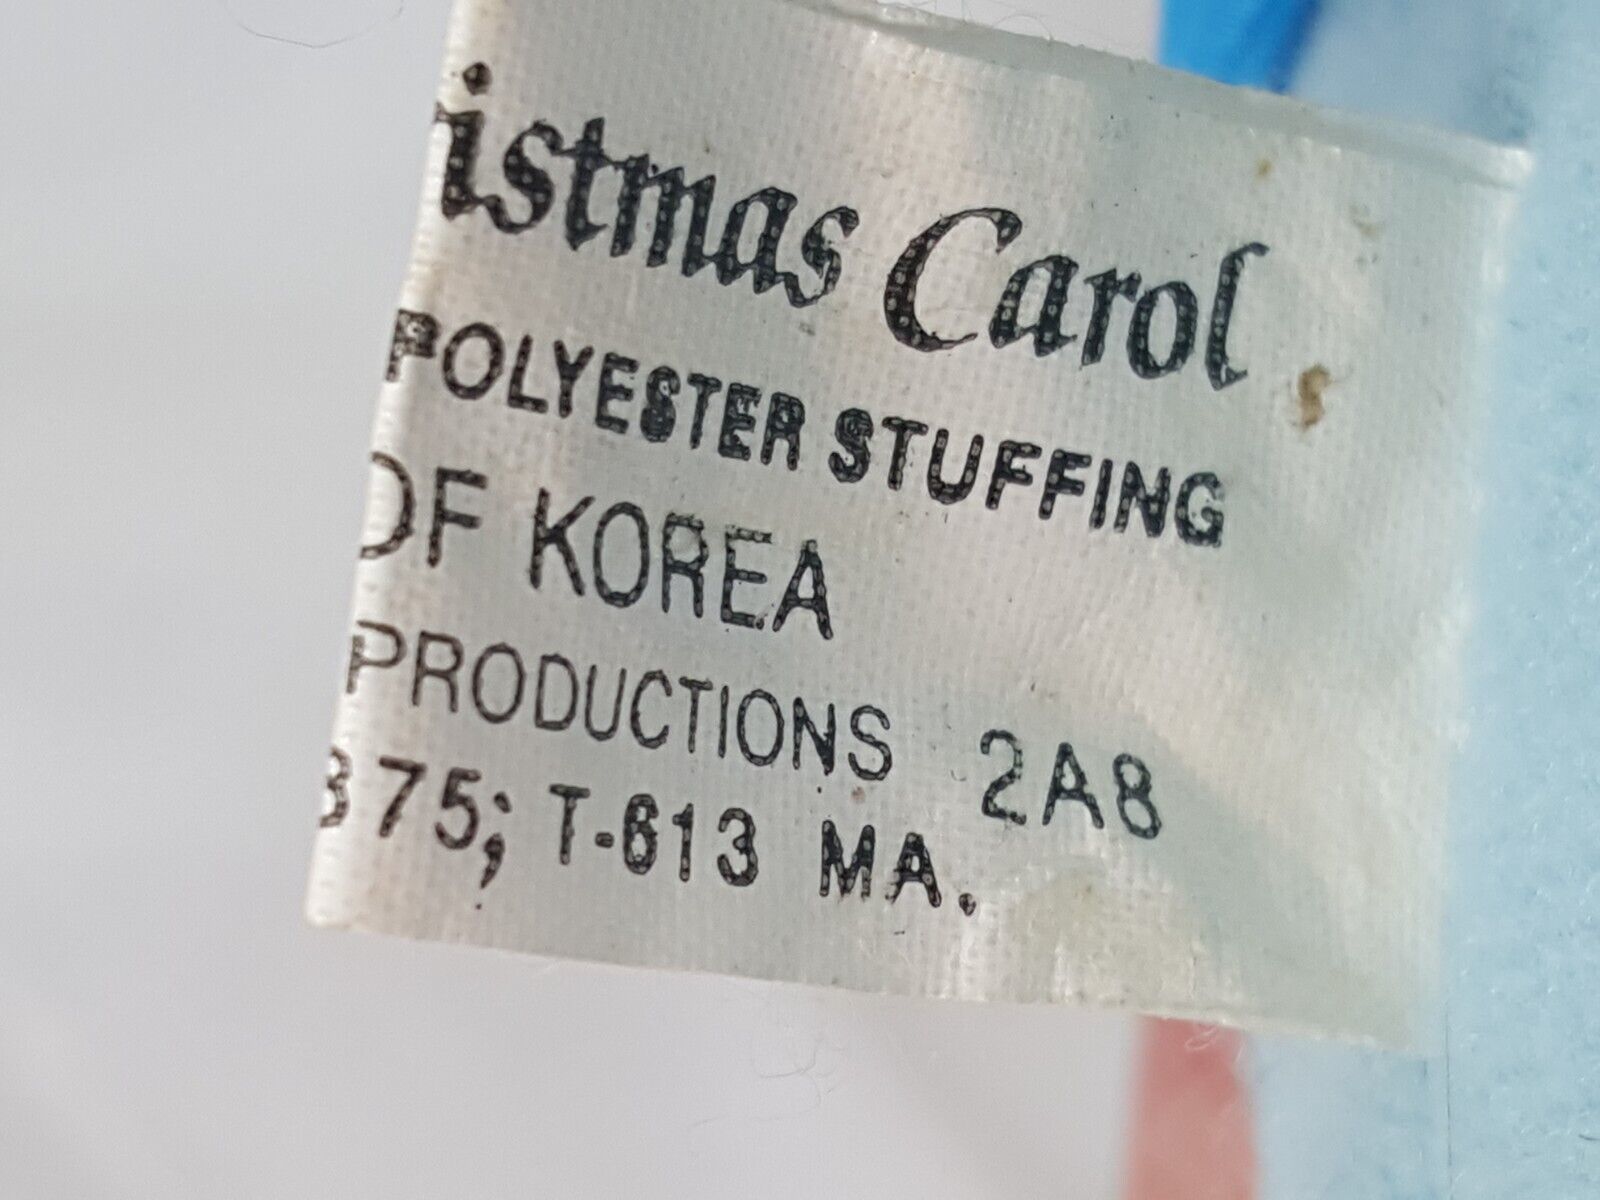 istmas Carol
POLYESTER STUFFING
OF KOREA
PRODUCTIONS 2A8
375; T-613 MA.